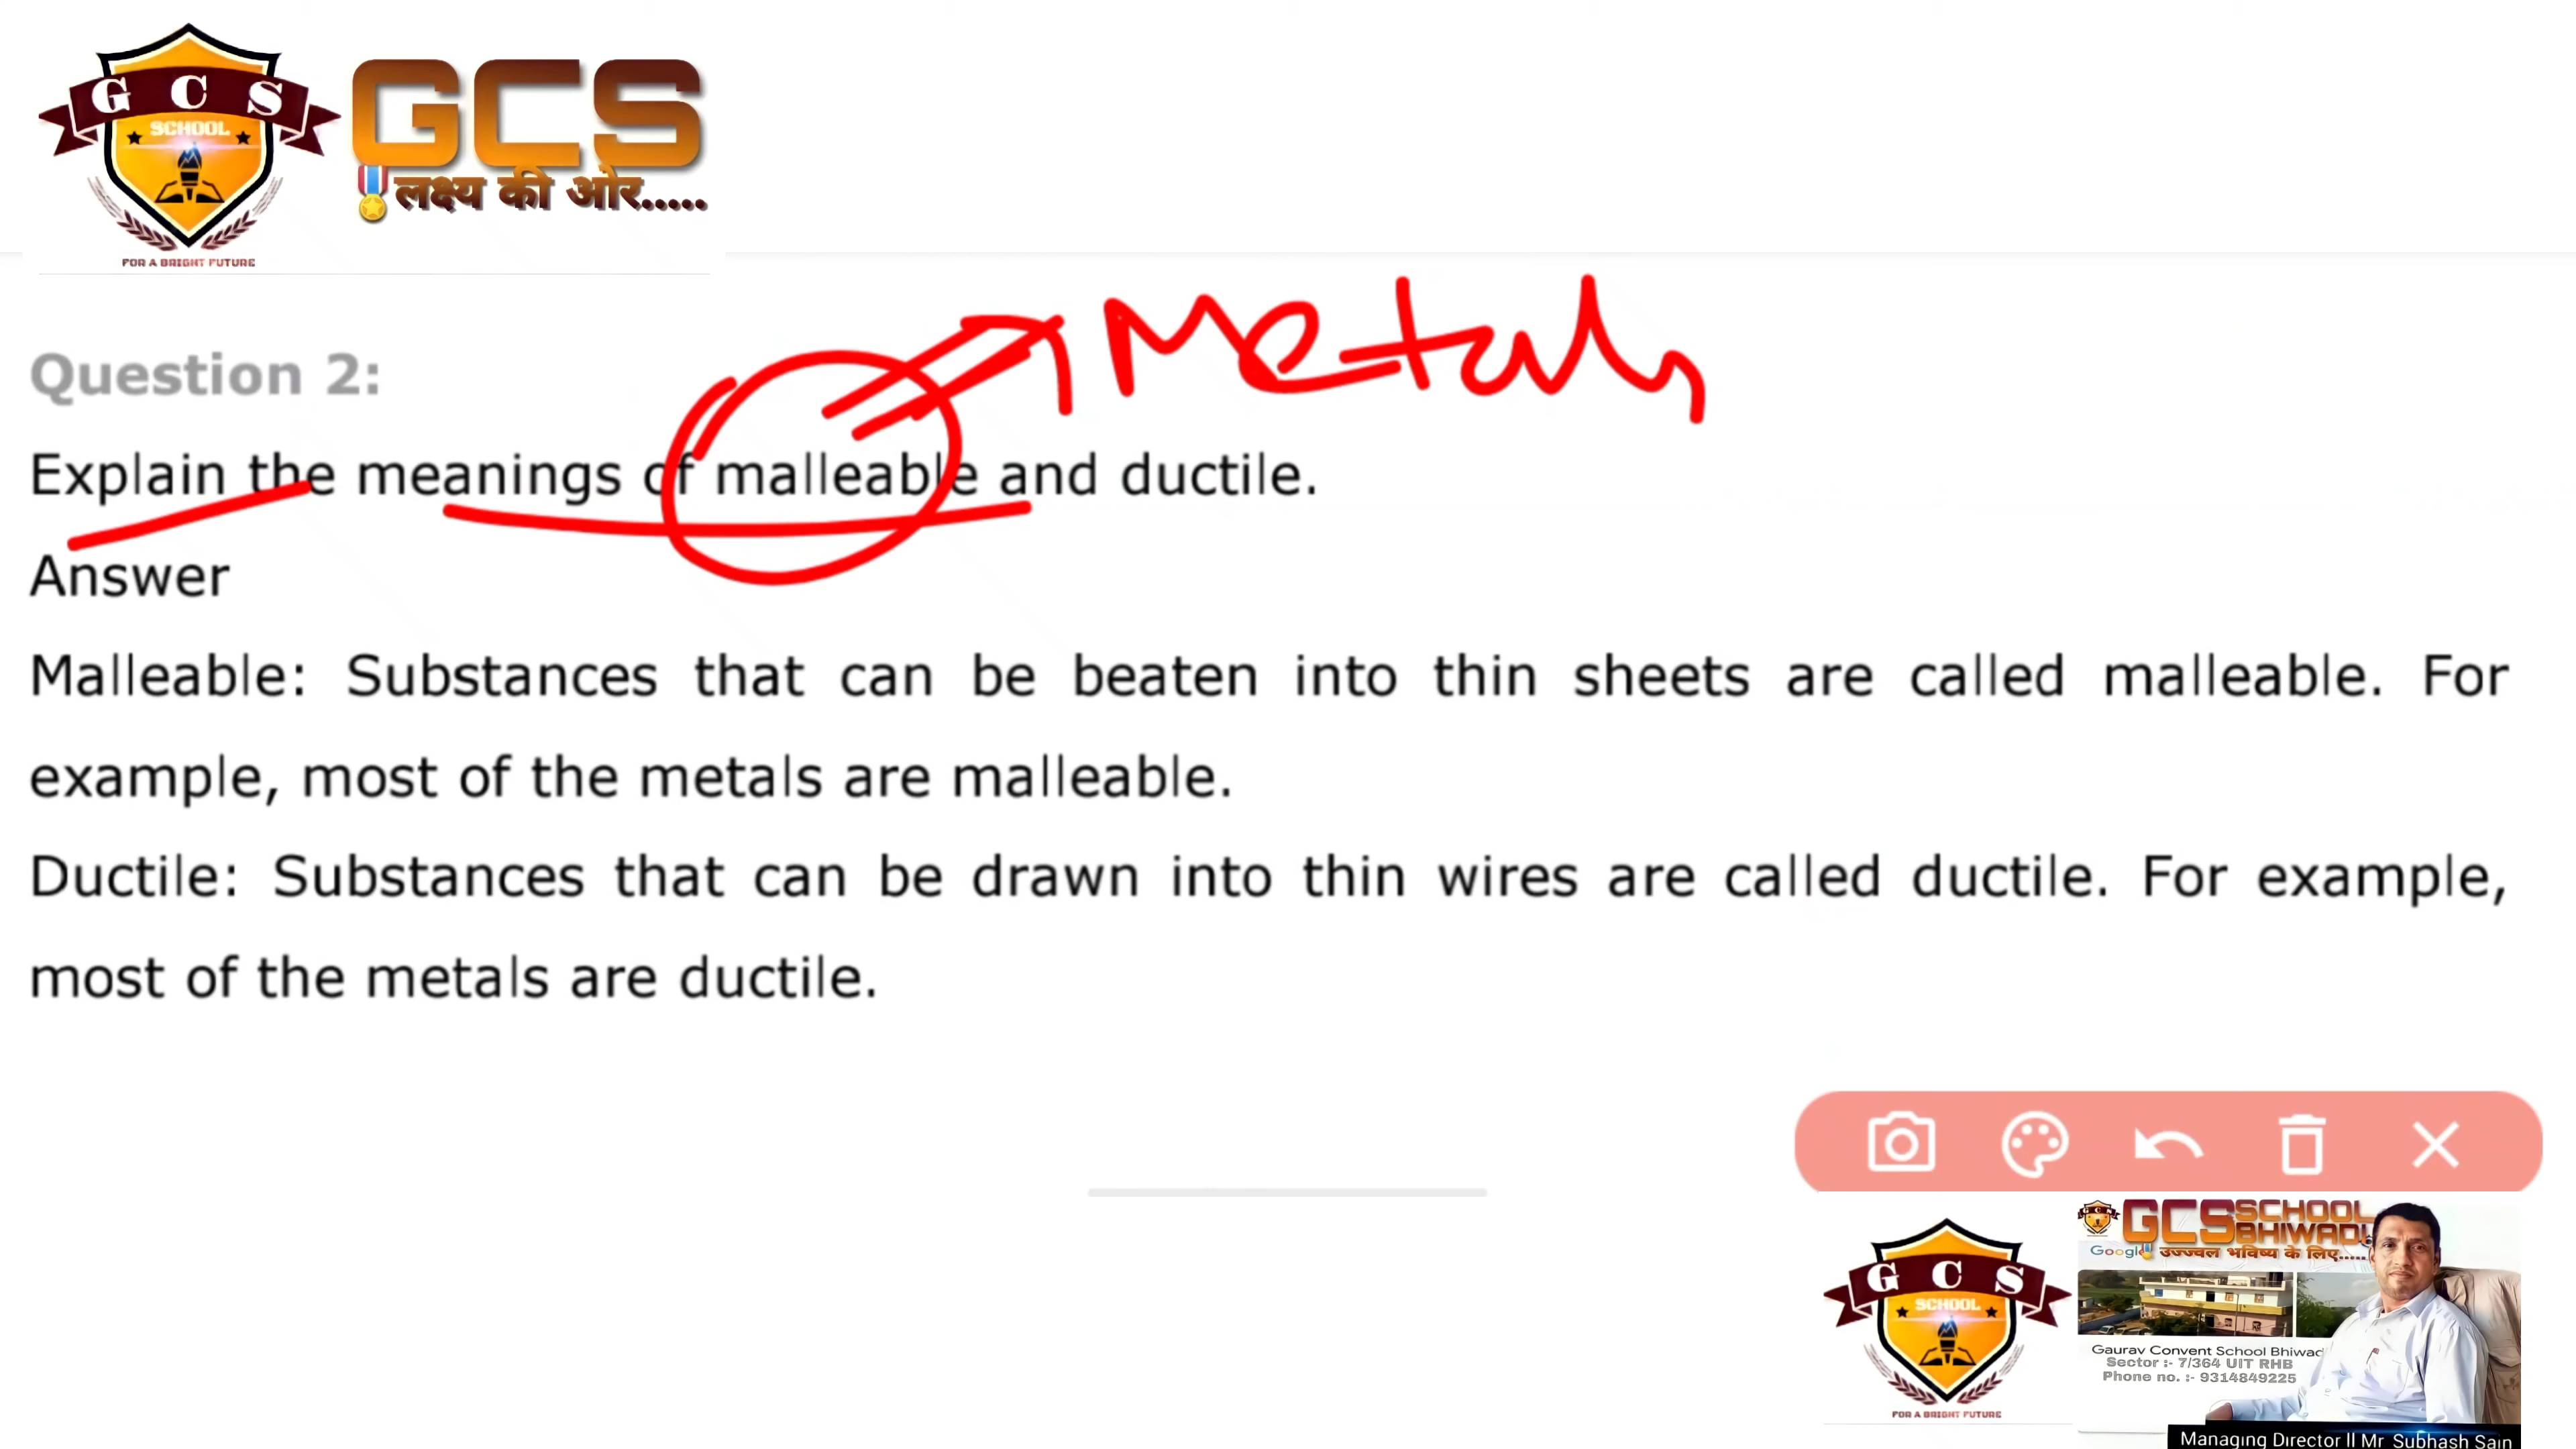 G C S
SCHOOL
FOR A BRIGHT FUTURE
GCS
लक्ष्य की ओर.....
Metals
Question 2:
Explain the meanings of malleable and ductile.
Answer
Malleable: Substances that can be beaten into thin sheets are called malleable. For
example, most of the metals are malleable.
Ductile: Substances that can be drawn into thin wires are called ductile. For example,
most of the metals are ductile.
G C S
SCHOOL
FOR A BRIGHT FUTURE
GCS SCHOOL
BHIWADI
Google उज्ज्वल भविष्य के लिए.....
Gaurav Convent School Bhiwad
Sector :- 7/364 UIT RHB
Phone no. :- 9314849225
Managing Director || Mr Subhash Sain